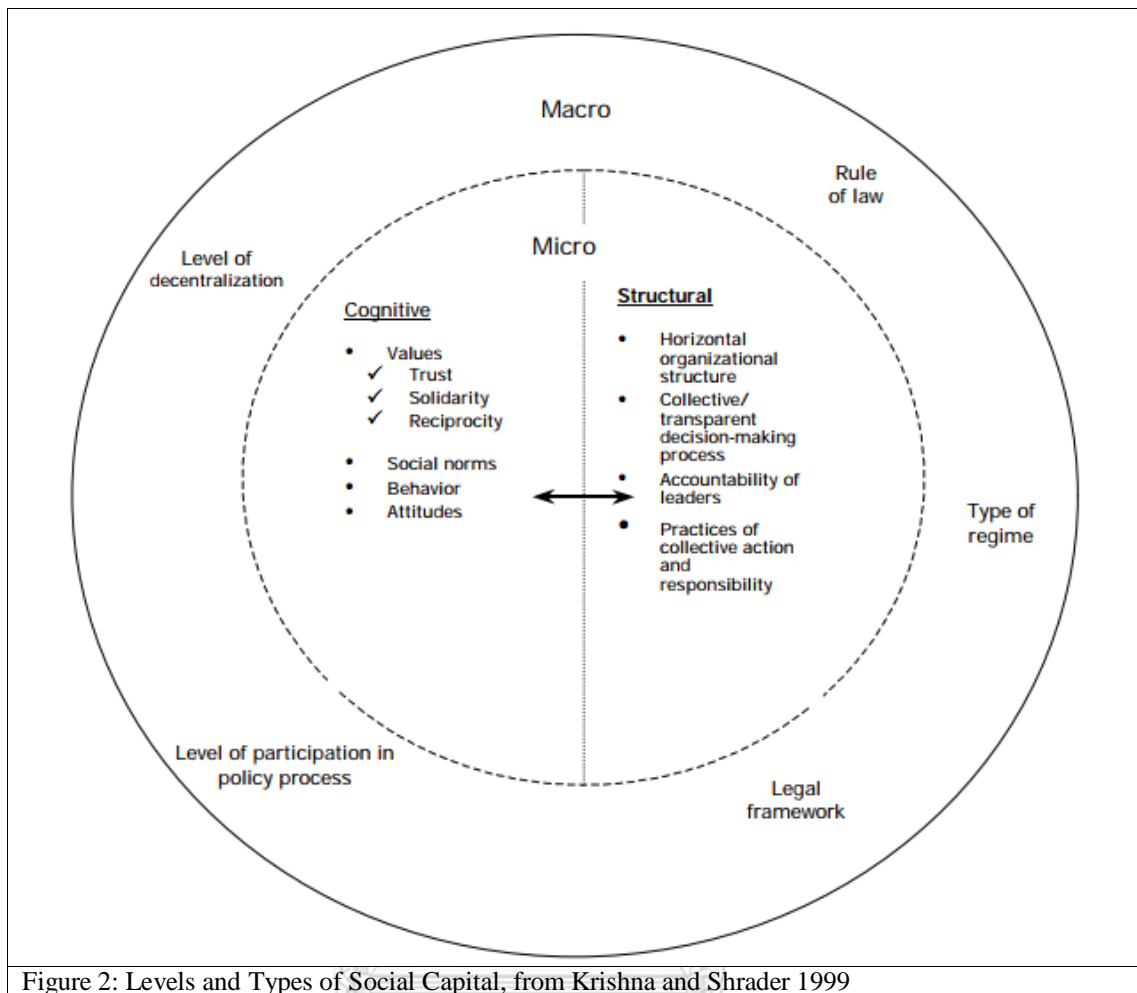 Macro
Rule
of law
Level of
decentralization
Micro
Cognitive
• Values
✓ Trust
✓ Solidarity
✓ Reciprocity
• Social norms
• Behavior
• Attitudes
Structural
• Horizontal
organizational
structure
• Collective/
transparent
decision-making
process
• Accountability of
leaders
• Practices of
collective action
and
responsibility
Type of
regime
Level of participation in
policy process
Legal
framework
Figure 2: Levels and Types of Social Capital, from Krishna and Shrader 1999